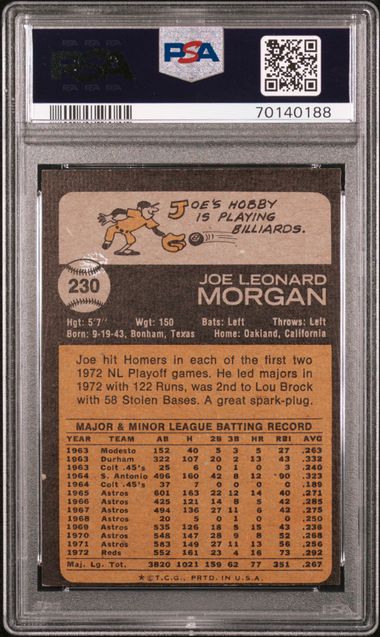 PSA
PSA
70140188
JOE'S HOBBY
IS PLAYING
BILLIARDS.
230
JOE LEONARD
MORGAN
Hgt: 5'7" Wgt: 150 Bats: Left Throws: Left
Born: 9-19-43, Bonham, Texas Home: Oakland, California
Joe hit Homers in each of the first two
1972 NL Playoff games. He led majors in
1972 with 122 Runs, was 2nd to Lou Brock
with 58 Stolen Bases. A great spark-plug.
MAJOR & MINOR LEAGUE BATTING RECORD
YEAR TEAM AB H 2B 3B HR RBI AVG
1963 Modesto 152 40 5 3 5 27 .263
1963 Durham 322 107 20 2 13 43 .332
1963 Colt .45's 25 6 0 1 0 3 .240
1964 S. Antonio 496 160 42 8 12 90 .323
1964 Colt .45's 37 7 0 0 0 0 .189
1965 Astros 601 163 22 12 14 40 .271
1966 Astros 425 121 14 8 5 42 .285
1967 Astros 494 136 27 11 6 42 .275
1968 Astros 20 5 0 1 0 0 .250
1969 Astros 535 126 18 5 15 43 .236
1970 Astros 548 147 28 9 8 52 .268
1971 Astros 583 149 27 11 13 56 .256
1972 Reds 552 161 23 4 16 73 .292
Maj. Lg. Tot. 3820 1021 159 62 77 351 .267
*©T.C.G., PRTD. IN U.S.A.